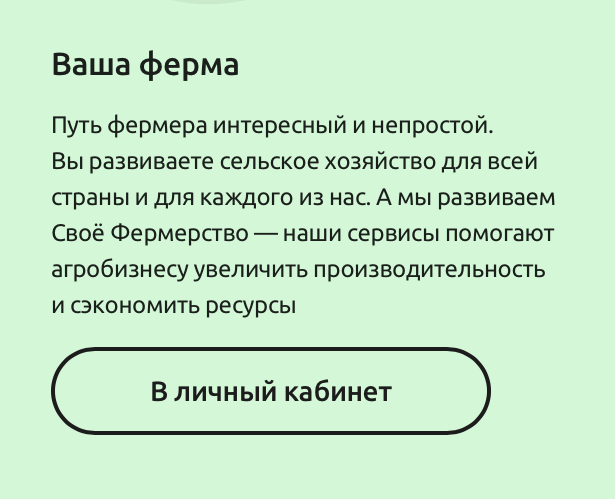 Ваша ферма
Путь фермера интересный и непростой.
Вы развиваете сельское хозяйство для всей
страны и для каждого из нас. А мы развиваем
Своё Фермерство — наши сервисы помогают
агробизнесу увеличить производительность
и сэкономить ресурсы
В личный кабинет